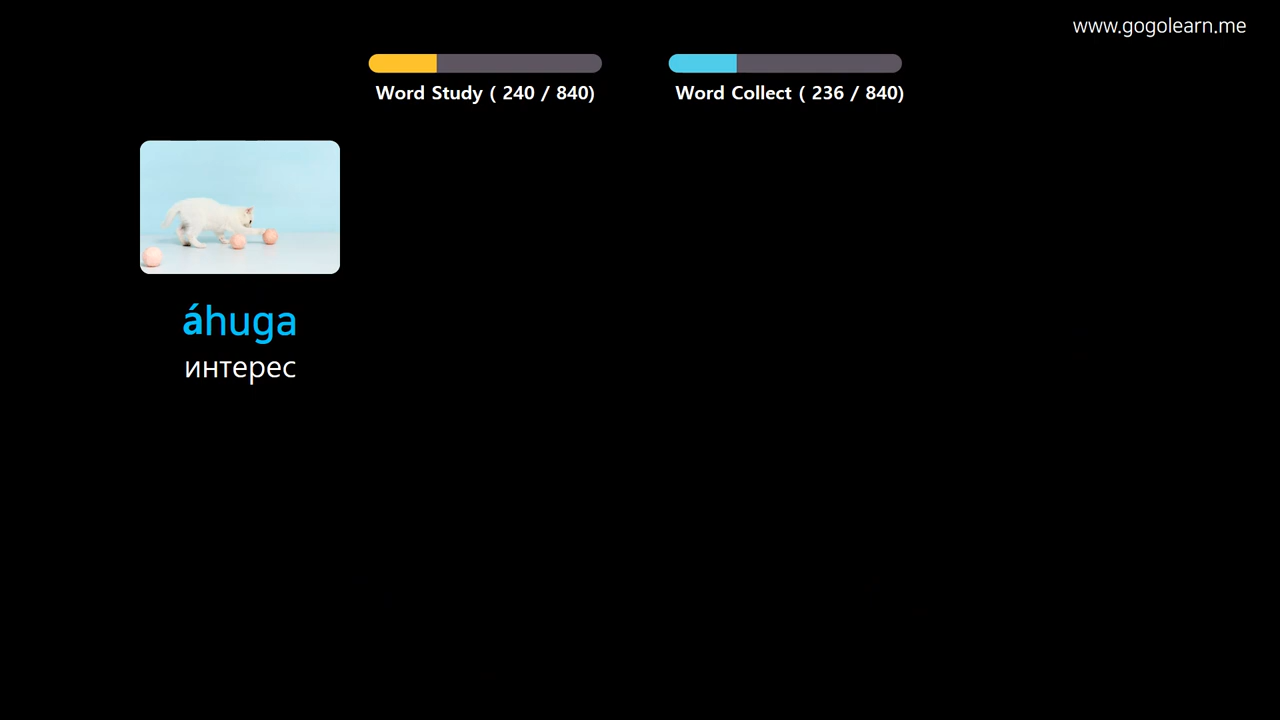 www.gogolearn.me
Word Study ( 240 / 840)
Word Collect ( 236 / 840)
áhuga
интерес